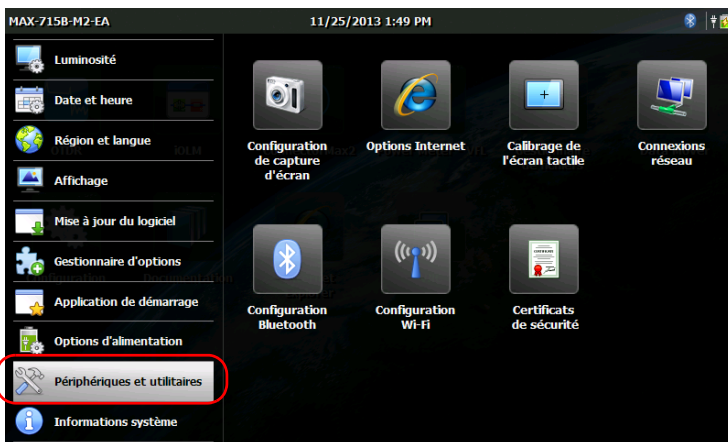 MAX-715B-M2-EA
11/25/2013 1:49 PM
Luminosité
Date et heure
Région et langue
Affichage
Mise à jour du logiciel
Gestionnaire d'options
Application de démarrage
Options d'alimentation
Périphériques et utilitaires
Informations système
Configuration
de capture
d'écran
Options Internet
Calibrage de
l'écran tactile
Connexions
réseau
Configuration
Bluetooth
Configuration
Wi-Fi
Certificats
de sécurité